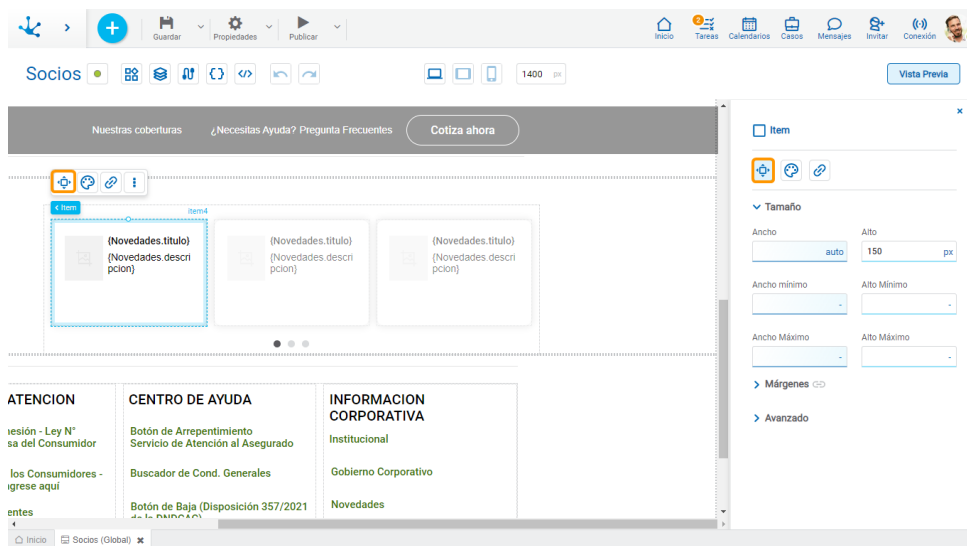 Guardar
Propiedades
Publicar
Inicio
2
Tareas
Calendarios
Casos
Mensajes
Invitar
Conexión
Socios
1400 px
Vista Previa
Nuestras coberturas
¿Necesitas Ayuda? Pregunta Frecuentes
Cotiza ahora
Item
item4
{Novedades.titulo}
{Novedades.descri
pcion}
{Novedades.titulo}
{Novedades.descri
pcion}
{Novedades.titulo}
{Novedades.descri
pcion}
ATENCION
esión - Ley N°
sa del Consumidor
los Consumidores -
grese aquí
entes
CENTRO DE AYUDA
Botón de Arrepentimiento
Servicio de Atención al Asegurado
Buscador de Cond. Generales
Botón de Baja (Disposición 357/2021
INFORMACION
CORPORATIVA
Institucional
Gobierno Corporativo
Novedades
Item
Tamaño
Ancho
Alto
auto
150 px
Ancho mínimo
Alto Mínimo
-
-
Ancho Máximo
Alto Máximo
-
-
Márgenes
Avanzado
Inicio
Socios (Global)